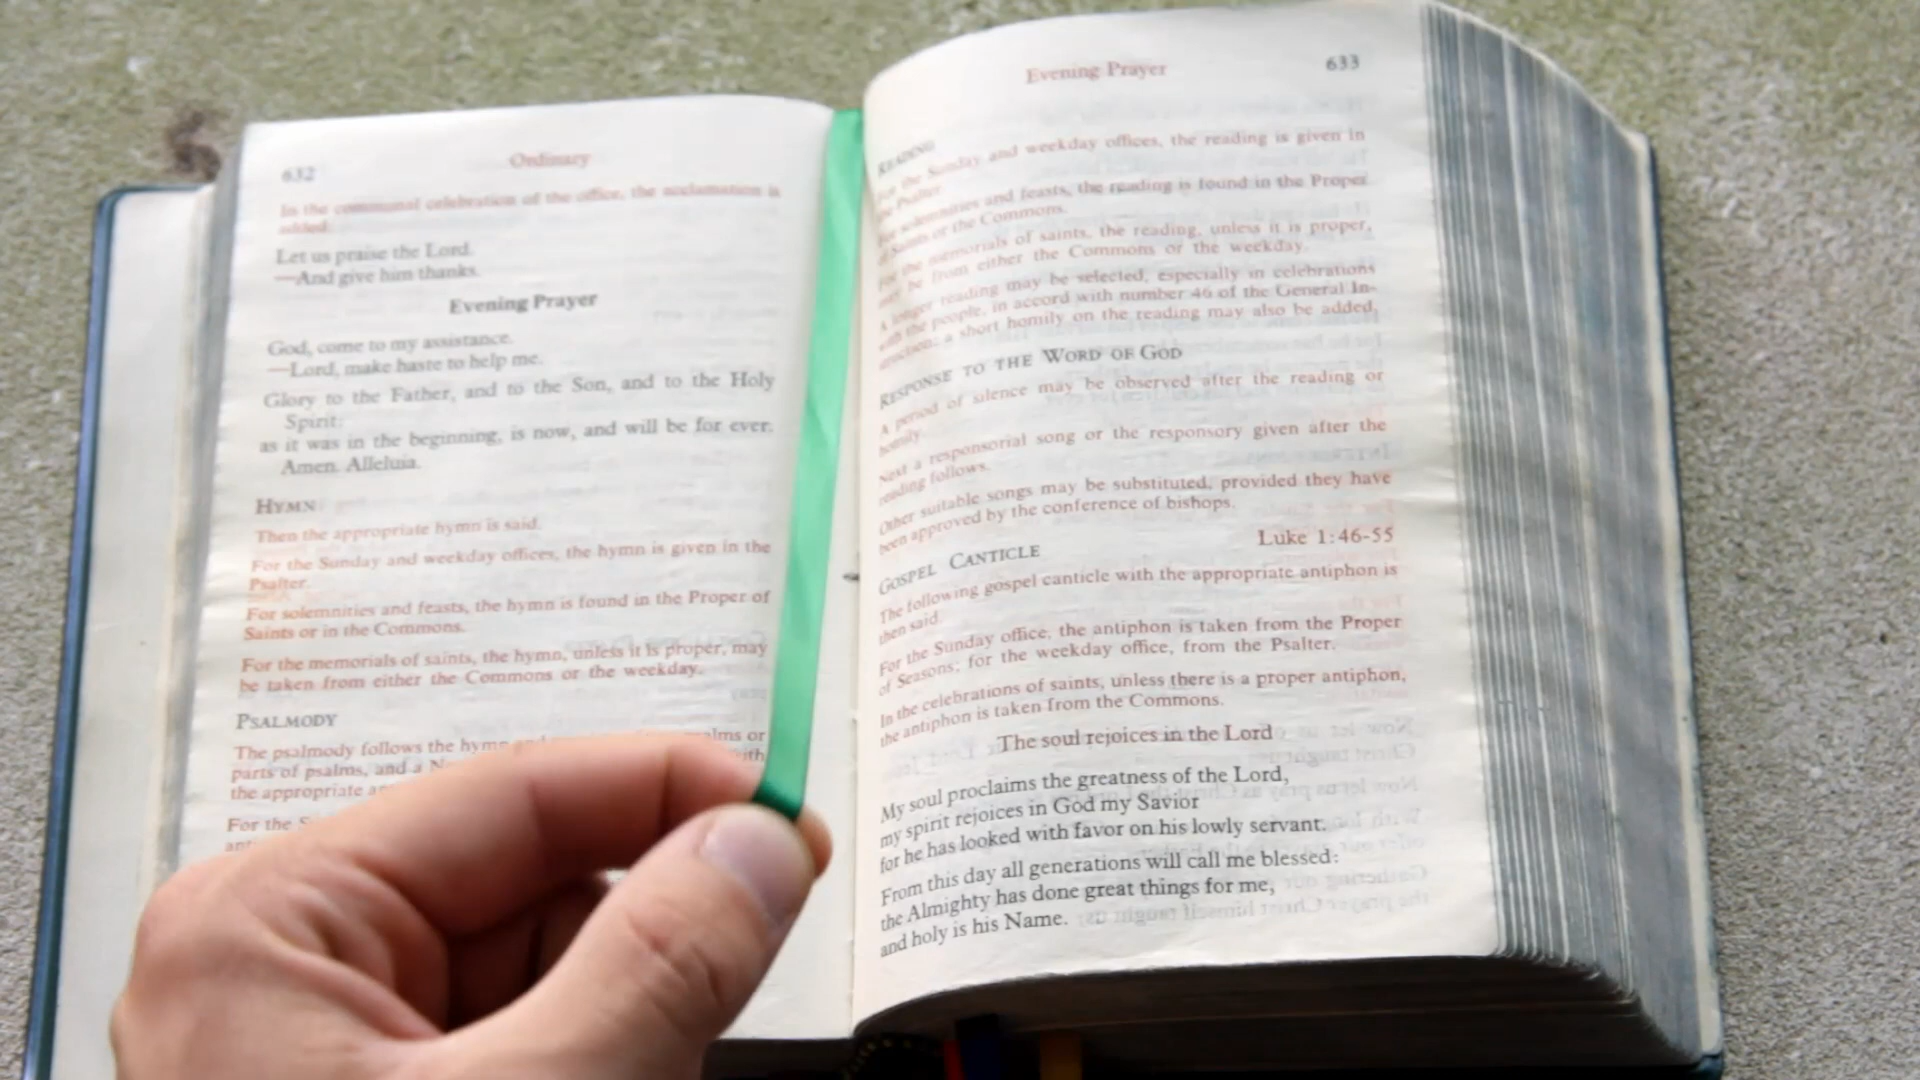 632
Ordinary
In the communal celebration of the office, the acclamation is
added:
Let us praise the Lord.
—And give him thanks.
Evening Prayer
God, come to my assistance.
—Lord, make haste to help me.
Glory to the Father, and to the Son, and to the Holy
Spirit:
as it was in the beginning, is now, and will be for ever.
Amen. Alleluia.
HYMN
Then the appropriate hymn is said.
For the Sunday and weekday offices, the hymn is given in the
Psalter.
For solemnities and feasts, the hymn is found in the Proper of
Saints or in the Commons.
For the memorials of saints, the hymn, unless it is proper, may
be taken from either the Commons or the weekday.
PSALMODY
The psalmody follows the hymn
parts of psalms, and a
the appropriate
For the
Evening Prayer
633
READING
For the Sunday and weekday offices, the reading is given in
the Psalter.
For solemnities and feasts, the reading is found in the Proper
of Saints or the Commons.
For the memorials of saints, the reading, unless it is proper,
may be from either the Commons or the weekday.
A longer reading may be selected, especially in celebrations
with the people, in accord with number 46 of the General In-
struction; a short homily on the reading may also be added.
RESPONSE TO THE WORD OF GOD
A period of silence may be observed after the reading or
homily.
Next a responsorial song or the responsory given after the
reading follows.
Other suitable songs may be substituted, provided they have
been approved by the conference of bishops.
GOSPEL CANTICLE
Luke 1:46-55
The following gospel canticle with the appropriate antiphon is
then said.
For the Sunday office, the antiphon is taken from the Proper
of Seasons; for the weekday office, from the Psalter.
In the celebrations of saints, unless there is a proper antiphon,
the antiphon is taken from the Commons.
The soul rejoices in the Lord
My soul proclaims the greatness of the Lord,
my spirit rejoices in God my Savior
for he has looked with favor on his lowly servant.
From this day all generations will call me blessed:
the Almighty has done great things for me,
and holy is his Name.